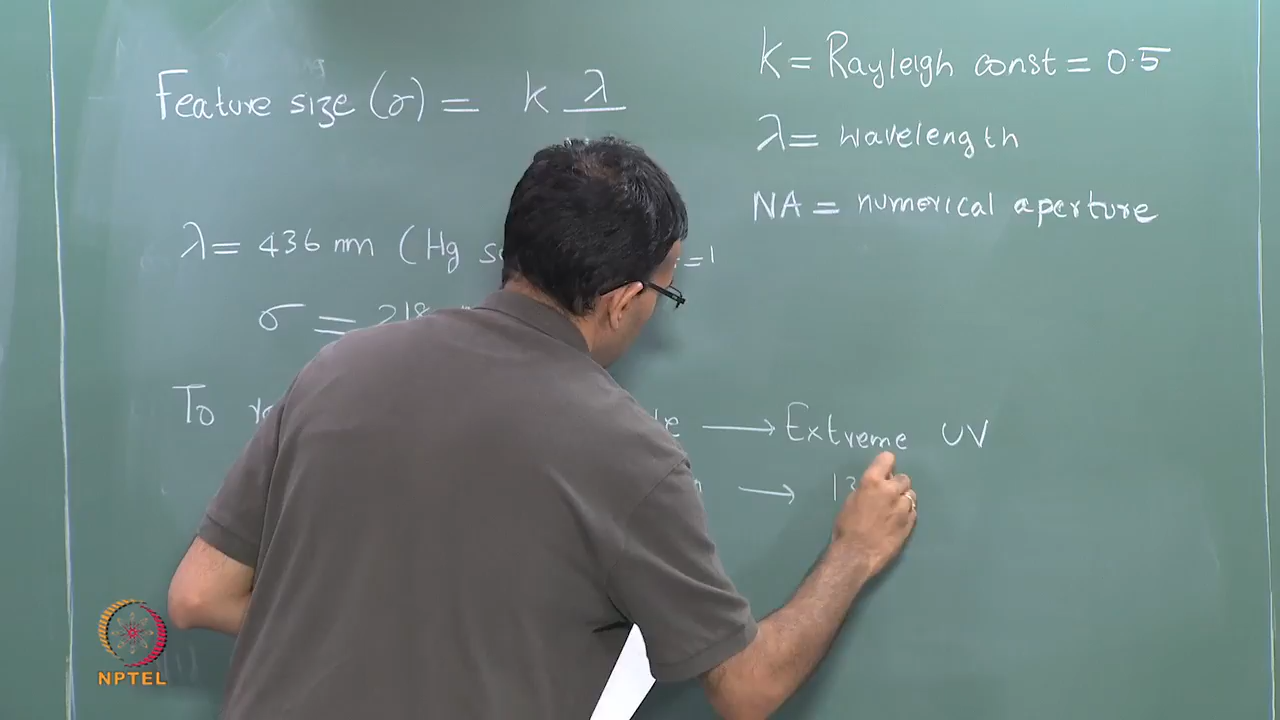 Feature size (σ) = k λ
k = Rayleigh const = 0.5
λ = wavelength
NA = numerical aperture
λ = 436 nm (Hg =1
σ = 218
To → Extreme UV
→ 13
NPTEL